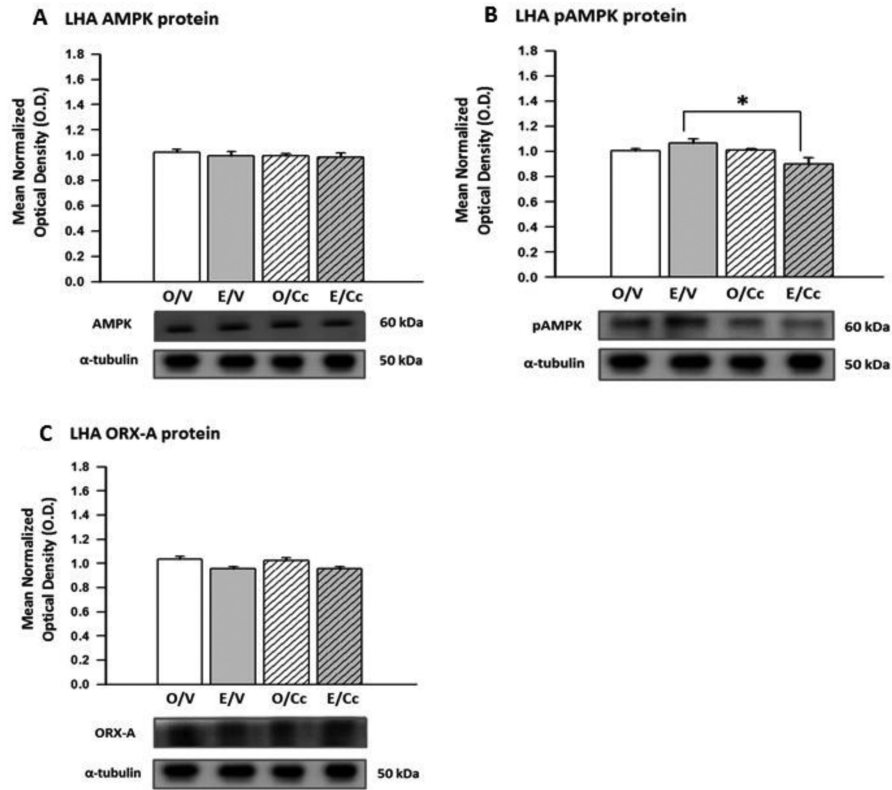 A LHA AMPK protein
Mean Normalized
Optical Density (O.D.)
1.8
1.6
1.4
1.2
1.0
0.8
0.6
0.4
0.2
0.0
O/V E/V O/Cc E/Cc
AMPK 60 kDa
α-tubulin 50 kDa
B LHA pAMPK protein
Mean Normalized
Optical Density (O.D.)
1.8
1.6
1.4
1.2
1.0
0.8
0.6
0.4
0.2
0.0
*
O/V E/V O/Cc E/Cc
pAMPK 60 kDa
α-tubulin 50 kDa
C LHA ORX-A protein
Mean Normalized
Optical Density (O.D.)
1.8
1.6
1.4
1.2
1.0
0.8
0.6
0.4
0.2
0.0
O/V E/V O/Cc E/Cc
ORX-A
α-tubulin 50 kDa